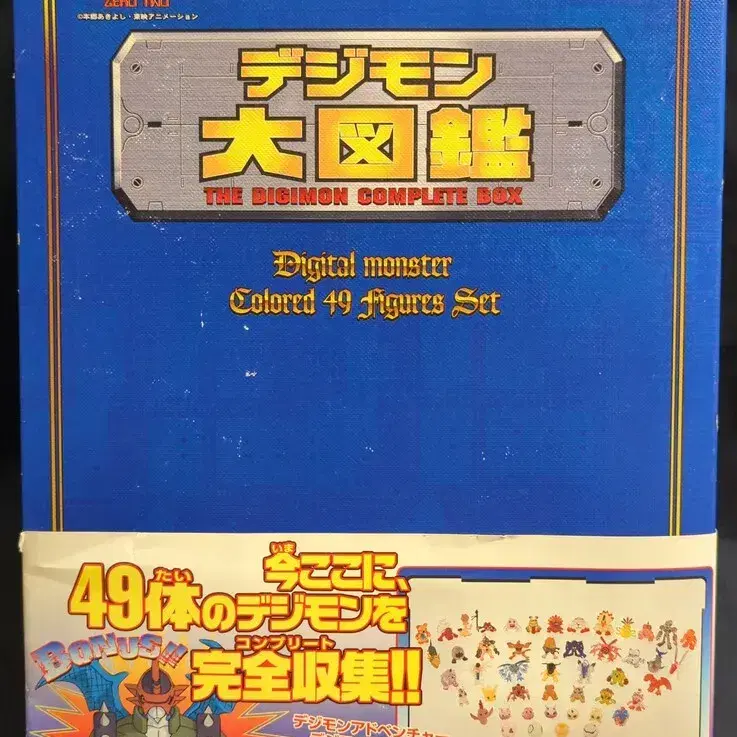 ZERO TWO
©本郷あきよし・東映アニメーション
デジモン
大図鑑
THE DIGIMON COMPLETE BOX
Digital monster
Colored 49 Figures Set
いま
今ここに、
たい
49体のデジモンを
コンプリート
完全収集!!
BONUS!!
デジモンアドベンチャー